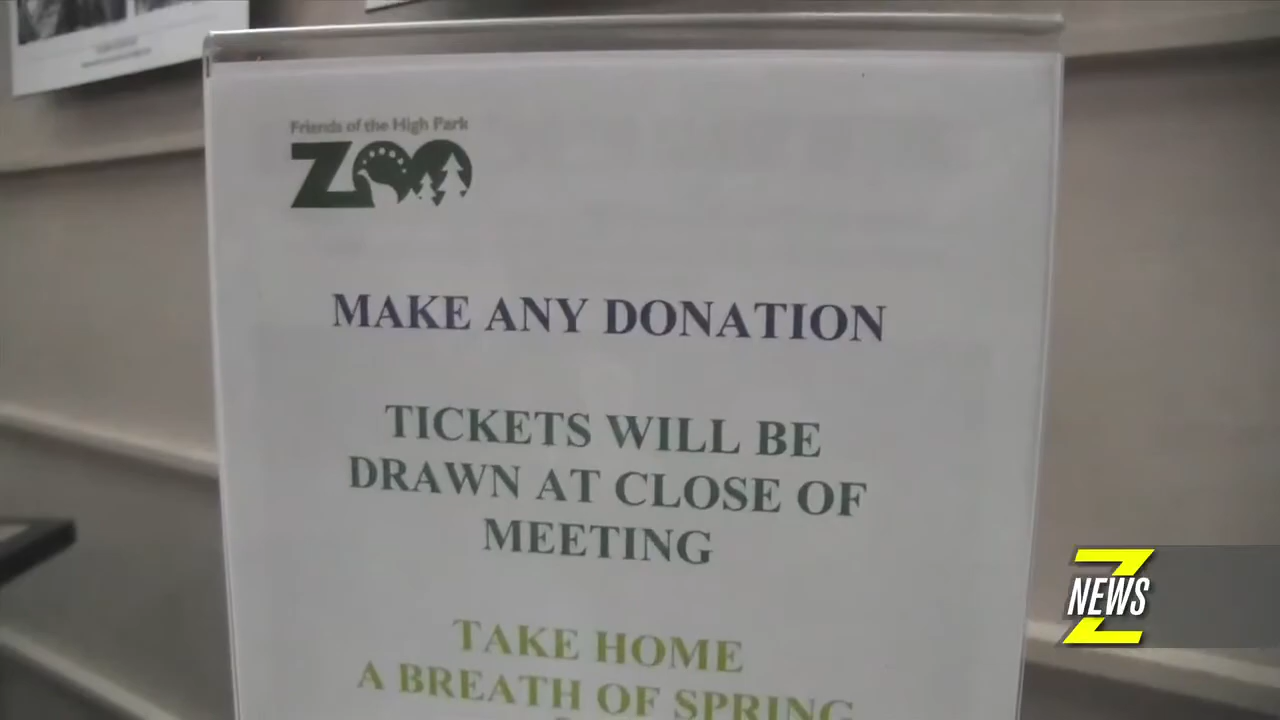 Friends of the High Park
ZOO
MAKE ANY DONATION
TICKETS WILL BE
DRAWN AT CLOSE OF
MEETING
TAKE HOME
A BREATH OF SPRING
Z
NEWS